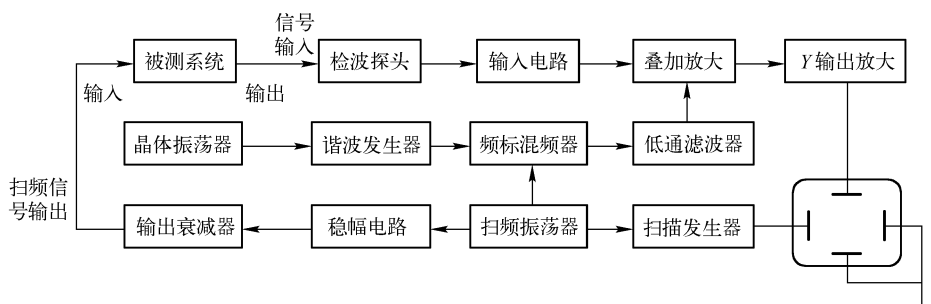 信号
输入
被测系统
检波探头
输入电路
叠加放大
Y输出放大
输入
输出
晶体振荡器
谐波发生器
频标混频器
低通滤波器
扫频信
号输出
输出衰减器
稳幅电路
扫频振荡器
扫描发生器